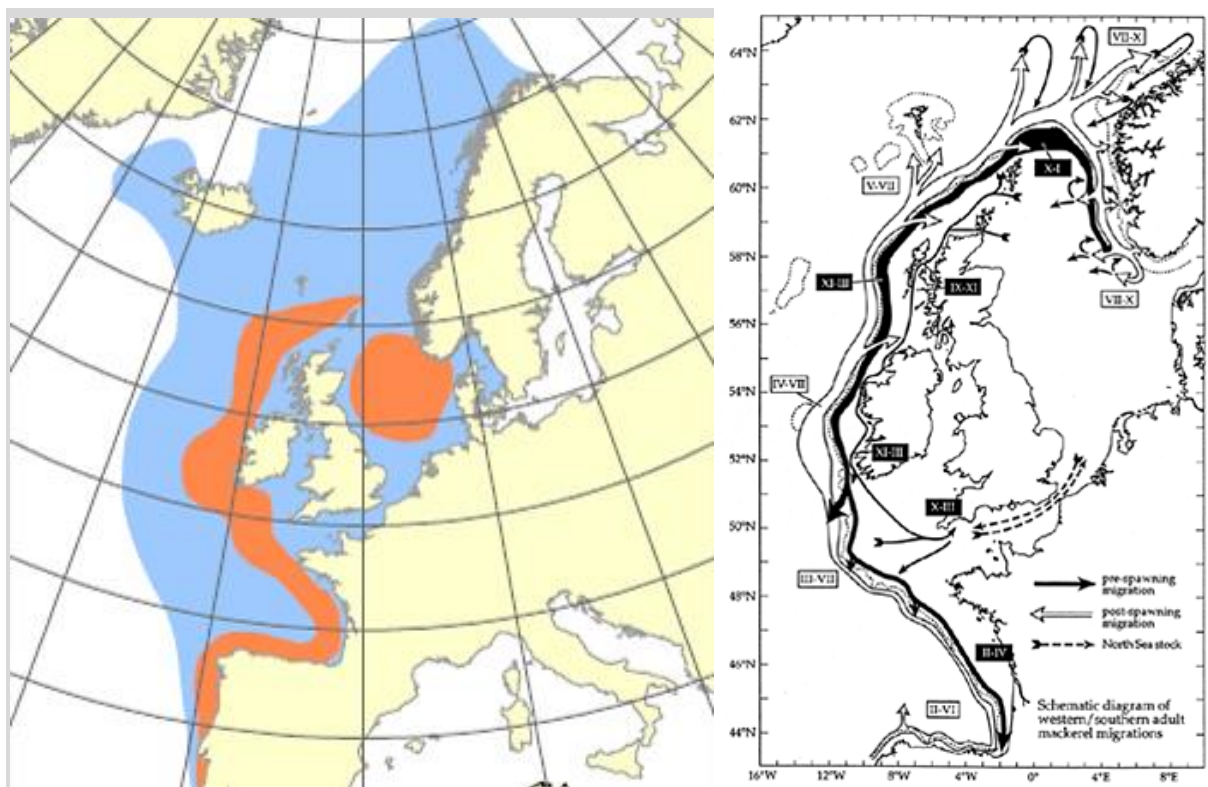 64°N
VII-X
62°N
V-VII
X-I
60°N
58°N
XI-III
IX-XI
VII-X
56°N
54°N
IV-VII
52°N
XI-III
X-III
50°N
III-VII
pre-spawning
migration
48°N
post-spawning
migration
North Sea stock
II-IV
46°N
II-VI
Schematic diagram of
western/southern adult
mackerel migrations
44°N
16°W 12°W 8°W 4°W 0° 4°E 8°E